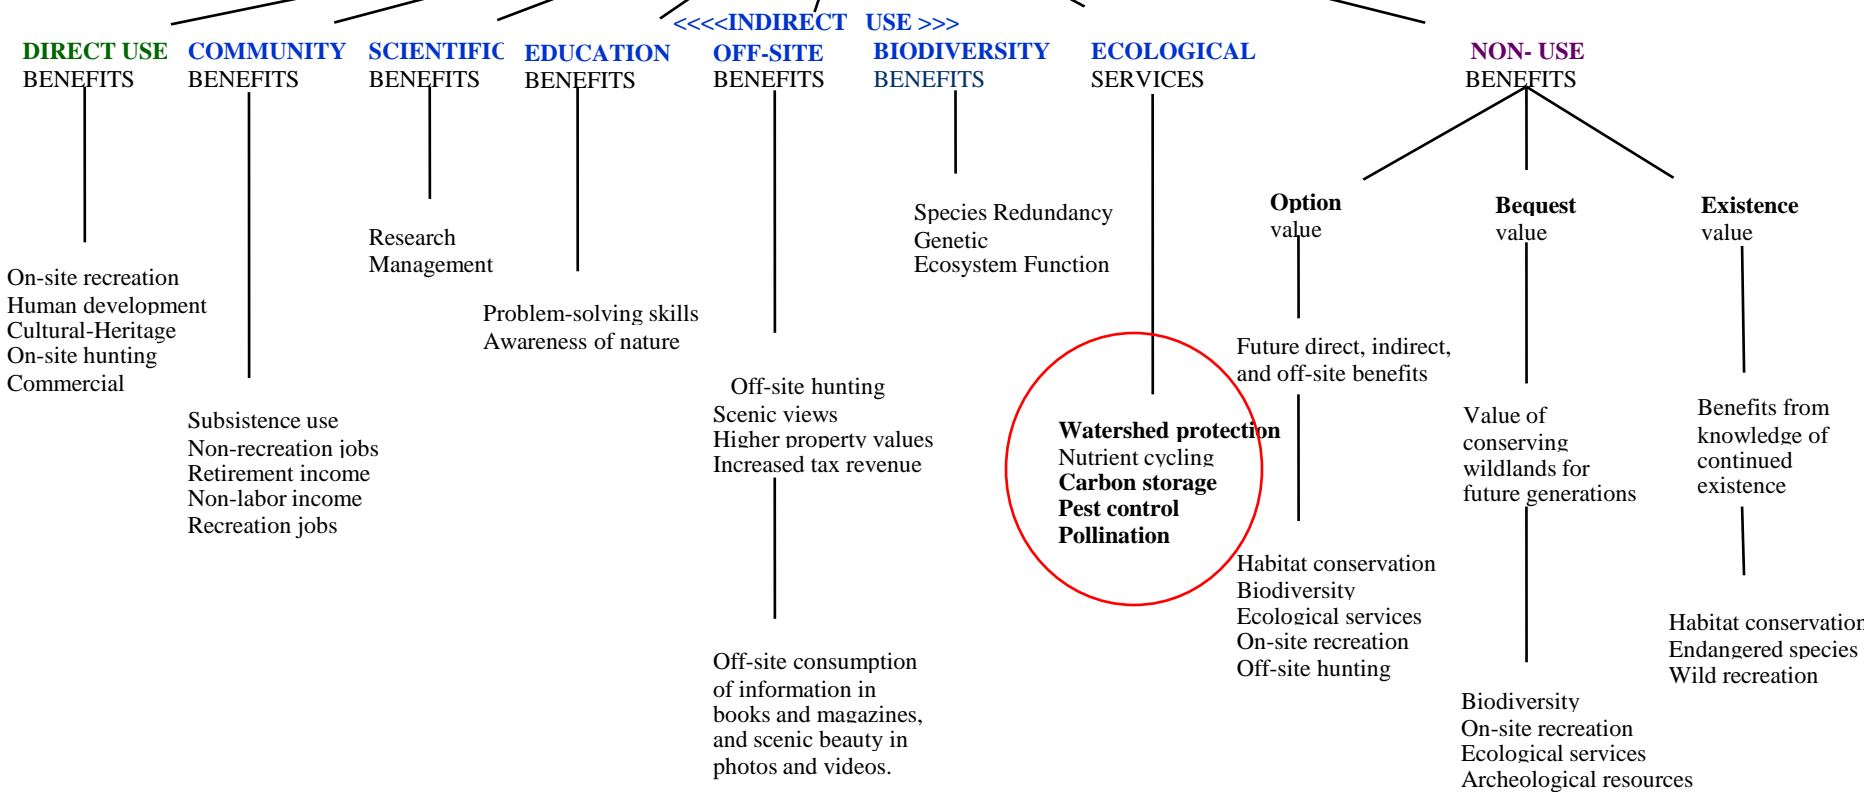 <<<<INDIRECT USE >>>
DIRECT USE
BENEFITS
On-site recreation
Human development
Cultural-Heritage
On-site hunting
Commercial
COMMUNITY
BENEFITS
Subsistence use
Non-recreation jobs
Retirement income
Non-labor income
Recreation jobs
SCIENTIFIC
BENEFITS
Research
Management
EDUCATION
BENEFITS
Problem-solving skills
Awareness of nature
OFF-SITE
BENEFITS
Off-site hunting
Scenic views
Higher property values
Increased tax revenue
Off-site consumption
of information in
books and magazines,
and scenic beauty in
photos and videos.
BIODIVERSITY
BENEFITS
Species Redundancy
Genetic
Ecosystem Function
ECOLOGICAL
SERVICES
Watershed protection
Nutrient cycling
Carbon storage
Pest control
Pollination
NON- USE
BENEFITS
Option
value
Future direct, indirect,
and off-site benefits
Habitat conservation
Biodiversity
Ecological services
On-site recreation
Off-site hunting
Bequest
value
Value of
conserving
wildlands for
future generations
Biodiversity
On-site recreation
Ecological services
Archeological resources
Existence
value
Benefits from
knowledge of
continued
existence
Habitat conservation
Endangered species
Wild recreation